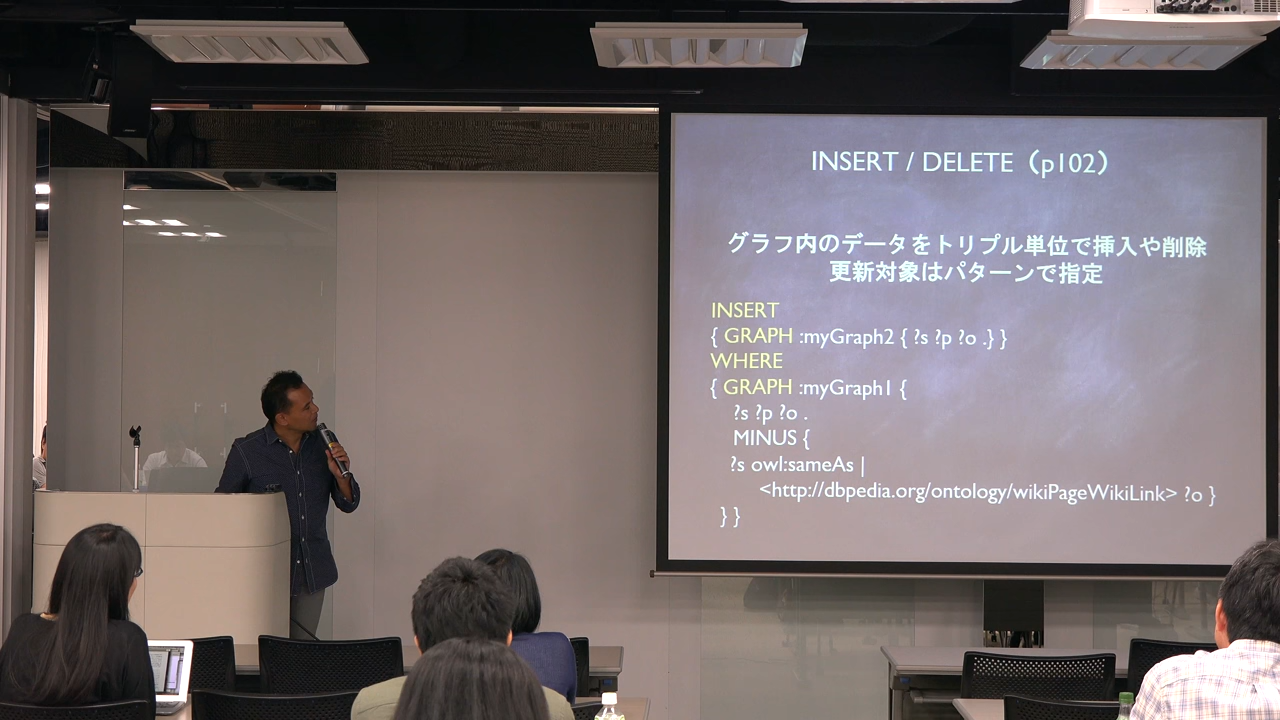 INSERT / DELETE（p102）
グラフ内のデータをトリプル単位で挿入や削除
更新対象はパターンで指定
INSERT
{ GRAPH :myGraph2 { ?s ?p ?o .} }
WHERE
{ GRAPH :myGraph1 {
?s ?p ?o .
MINUS {
?s owl:sameAs |
<http://dbpedia.org/ontology/wikiPageWikiLink> ?o }
} }